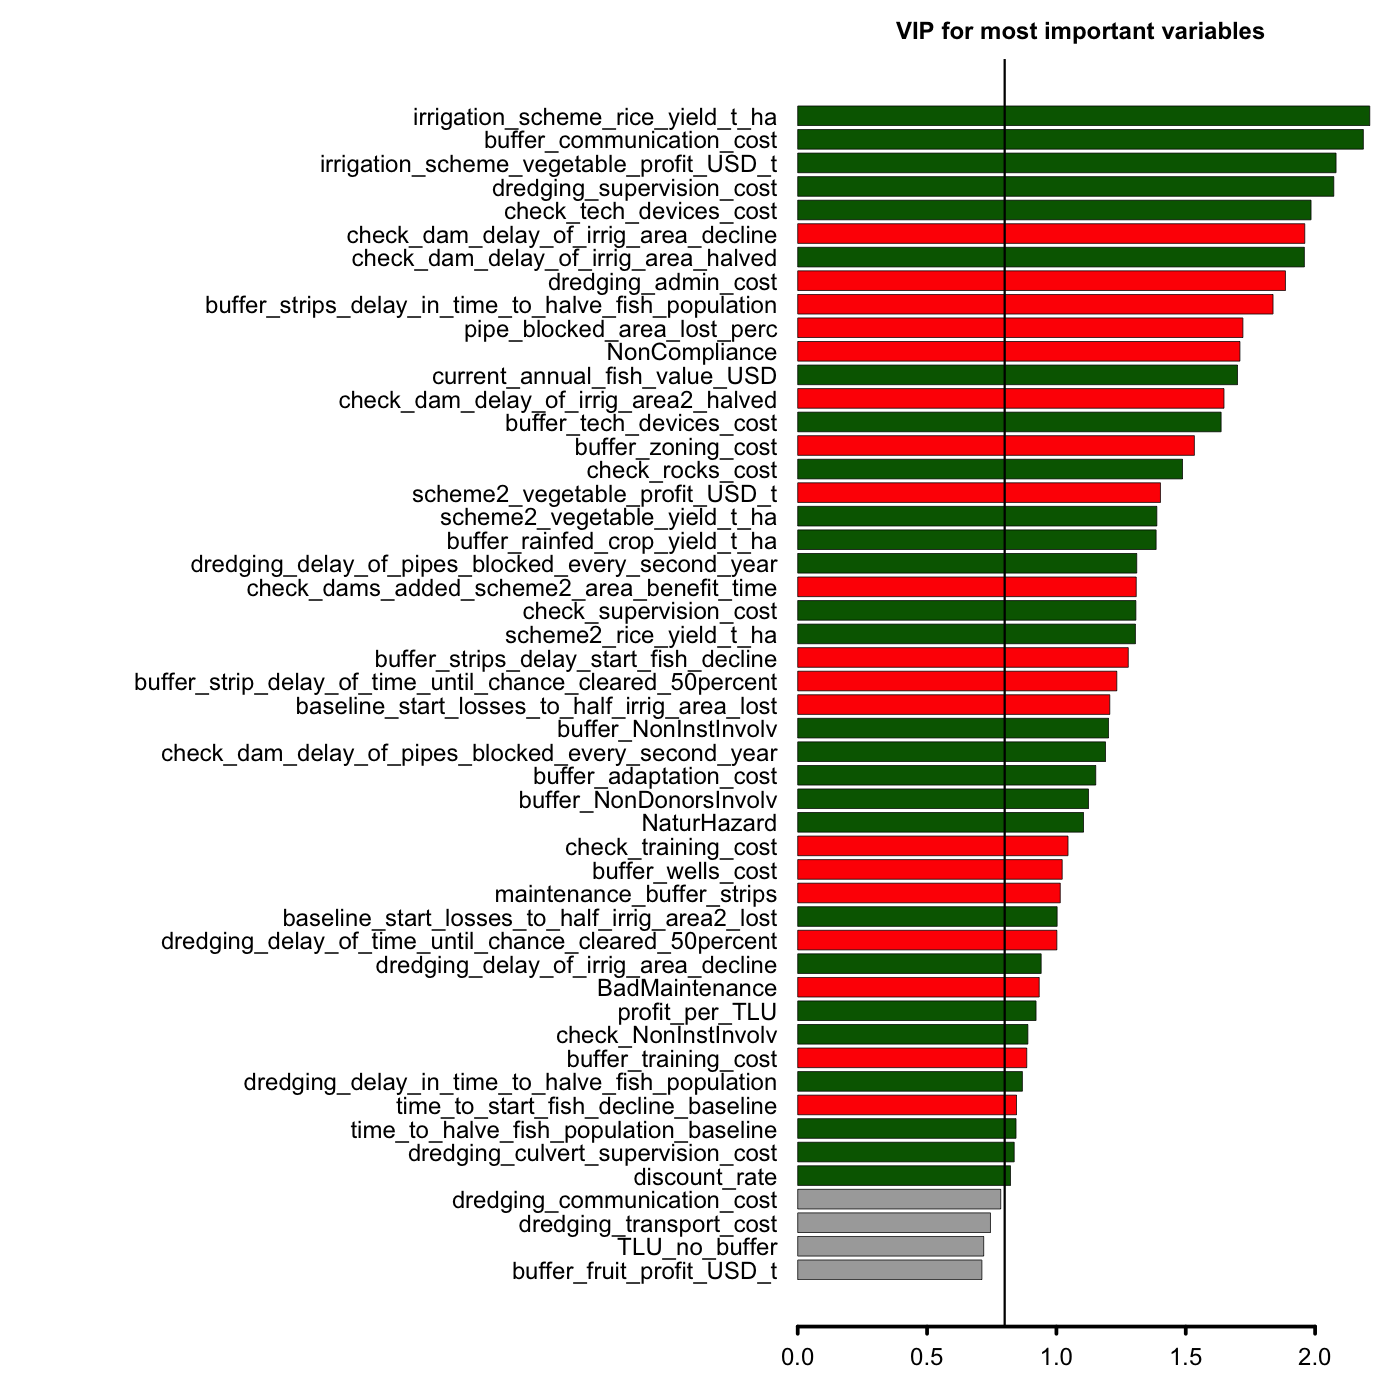 VIP for most important variables
irrigation_scheme_rice_yield_t_ha
buffer_communication_cost
irrigation_scheme_vegetable_profit_USD_t
dredging_supervision_cost
check_tech_devices_cost
check_dam_delay_of_irrig_area_decline
check_dam_delay_of_irrig_area_halved
dredging_admin_cost
buffer_strips_delay_in_time_to_halve_fish_population
pipe_blocked_area_lost_perc
NonCompliance
current_annual_fish_value_USD
check_dam_delay_of_irrig_area2_halved
buffer_tech_devices_cost
buffer_zoning_cost
check_rocks_cost
scheme2_vegetable_profit_USD_t
scheme2_vegetable_yield_t_ha
buffer_rainfed_crop_yield_t_ha
dredging_delay_of_pipes_blocked_every_second_year
check_dams_added_scheme2_area_benefit_time
check_supervision_cost
scheme2_rice_yield_t_ha
buffer_strips_delay_start_fish_decline
buffer_strip_delay_of_time_until_chance_cleared_50percent
baseline_start_losses_to_half_irrig_area_lost
buffer_NonInstInvolv
check_dam_delay_of_pipes_blocked_every_second_year
buffer_adaptation_cost
buffer_NonDonorsInvolv
NaturHazard
check_training_cost
buffer_wells_cost
maintenance_buffer_strips
baseline_start_losses_to_half_irrig_area2_lost
dredging_delay_of_time_until_chance_cleared_50percent
dredging_delay_of_irrig_area_decline
BadMaintenance
profit_per_TLU
check_NonInstInvolv
buffer_training_cost
dredging_delay_in_time_to_halve_fish_population
time_to_start_fish_decline_baseline
time_to_halve_fish_population_baseline
dredging_culvert_supervision_cost
discount_rate
dredging_communication_cost
dredging_transport_cost
TLU_no_buffer
buffer_fruit_profit_USD_t
0.0 0.5 1.0 1.5 2.0